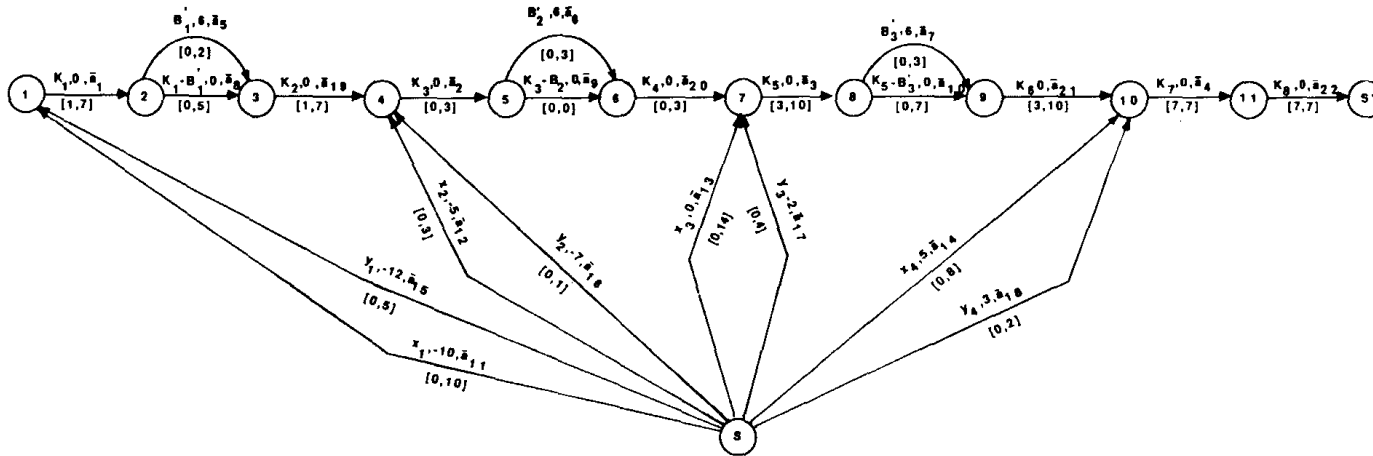 B'₁,6,ā₅
[0,2]
B'₂,6,ā₆
[0,3]
B'₃,6,ā₇
[0,3]
1
K₁,0,ā₁
[1,7]
2
K₁-B'₁,0,ā₈
[0,5]
3
K₂,0,ā₁₉
[1,7]
4
K₃,0,ā₂
[0,3]
5
K₃-B₂,0,ā₉
[0,0]
6
K₄,0,ā₂₀
[0,3]
7
K₅,0,ā₃
[3,10]
8
K₅-B'₃,0,ā₁₀
[0,7]
9
K₆0,ā₂₁
[3,10]
10
K₇,0,ā₄
[7,7]
11
K₈,0,ā₂₂
[7,7]
x₂,-5,ā₁₂
[0,3]
y₂,-7,ā₁₆
[0,1]
x₃,0,ā₁₃
[0,14]
y₃-2,ā₁₇
[0,4]
x₄,5,ā₁₄
[0,8]
y₄,3,ā₁₈
[0,2]
y₁,-12,ā₁₅
[0,5]
x₁,-10,ā₁₁
[0,10]
S